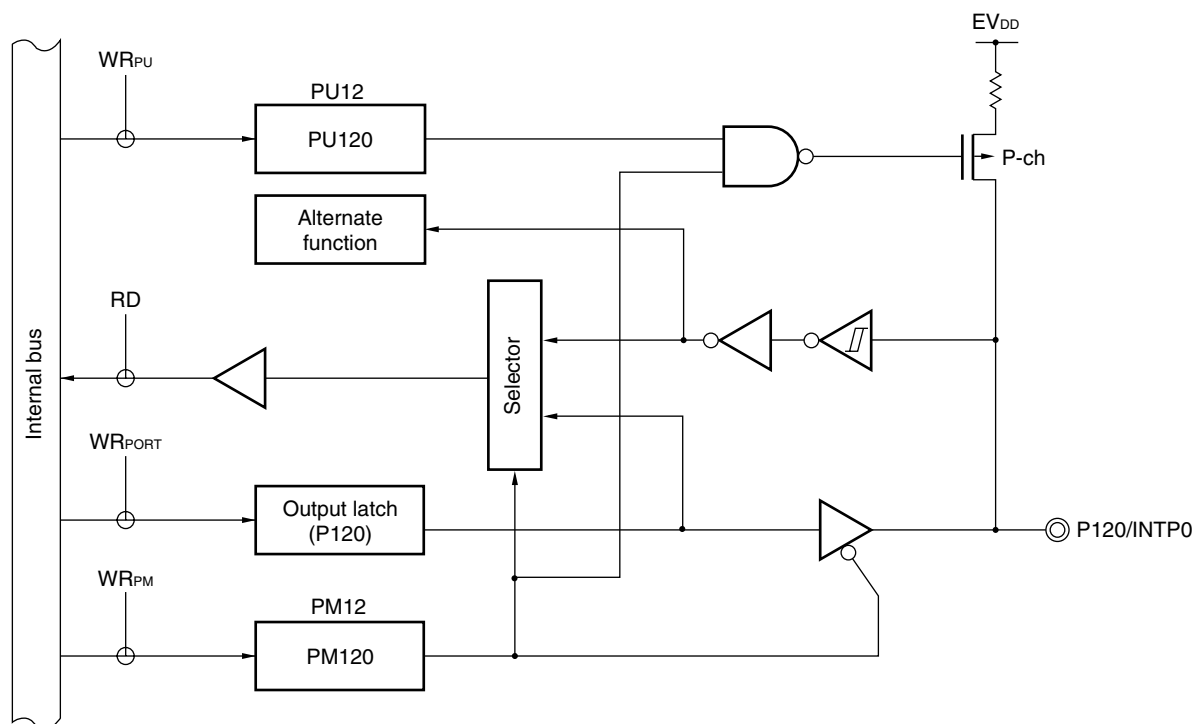 EVDD
WRPU
PU12
PU120
P-ch
Alternate
function
RD
Selector
Internal bus
WRPORT
Output latch
(P120)
P120/INTP0
WRPM
PM12
PM120